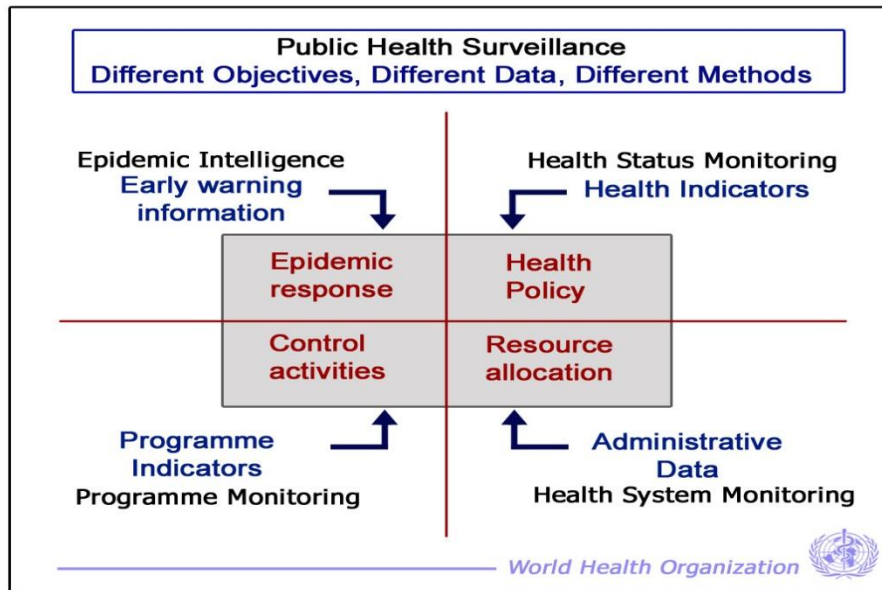 Public Health Surveillance
Different Objectives, Different Data, Different Methods
Epidemic Intelligence
Early warning
information
Health Status Monitoring
Health Indicators
Epidemic
response
Health
Policy
Control
activities
Resource
allocation
Programme
Indicators
Programme Monitoring
Administrative
Data
Health System Monitoring
World Health Organization